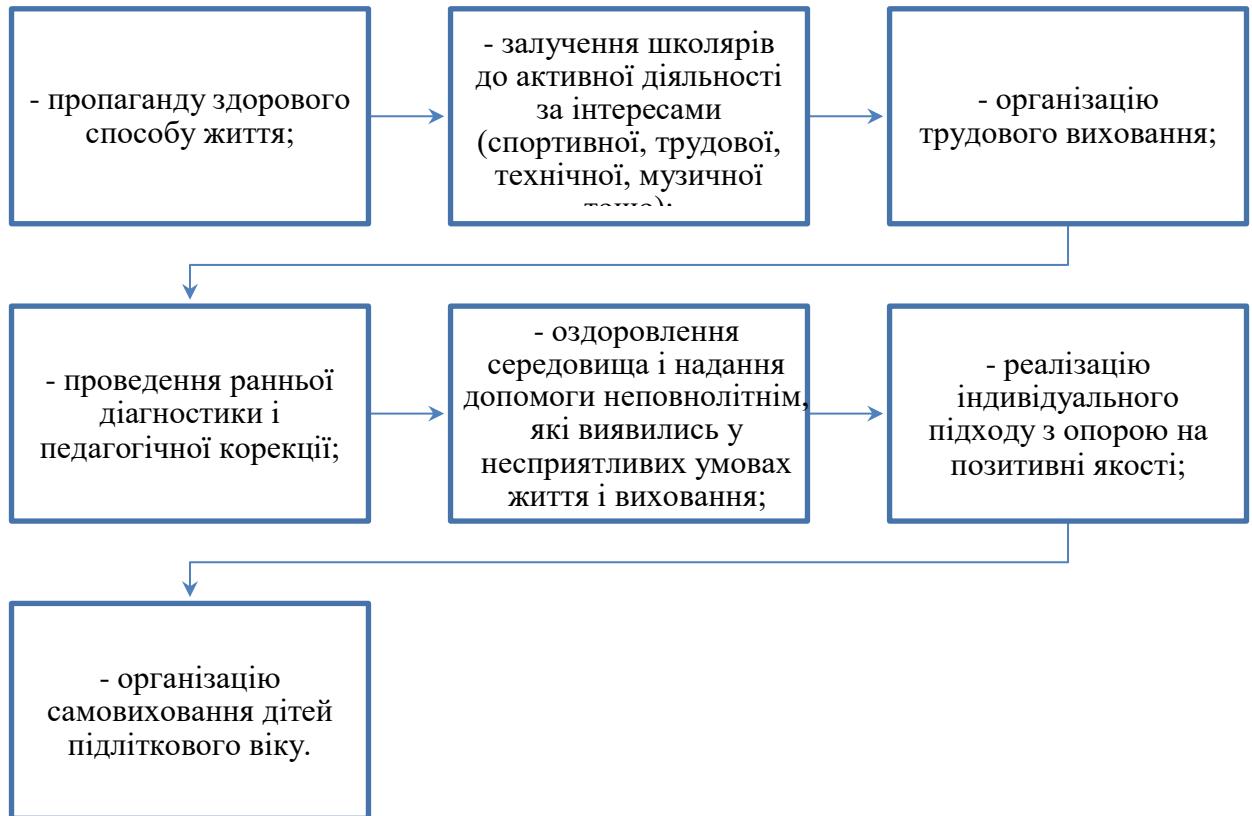 - пропаганду здорового
способу життя;
- залучення школярів
до активної діяльності
за інтересами
(спортивної, трудової,
технічної, музичної
тощо);
- організацію
трудового виховання;
- проведення ранньої
діагностики і
педагогічної корекції;
- оздоровлення
середовища і надання
допомоги неповнолітнім,
які виявились у
несприятливих умовах
життя і виховання;
- реалізацію
індивідуального
підходу з опорою на
позитивні якості;
- організацію
самовиховання дітей
підліткового віку.